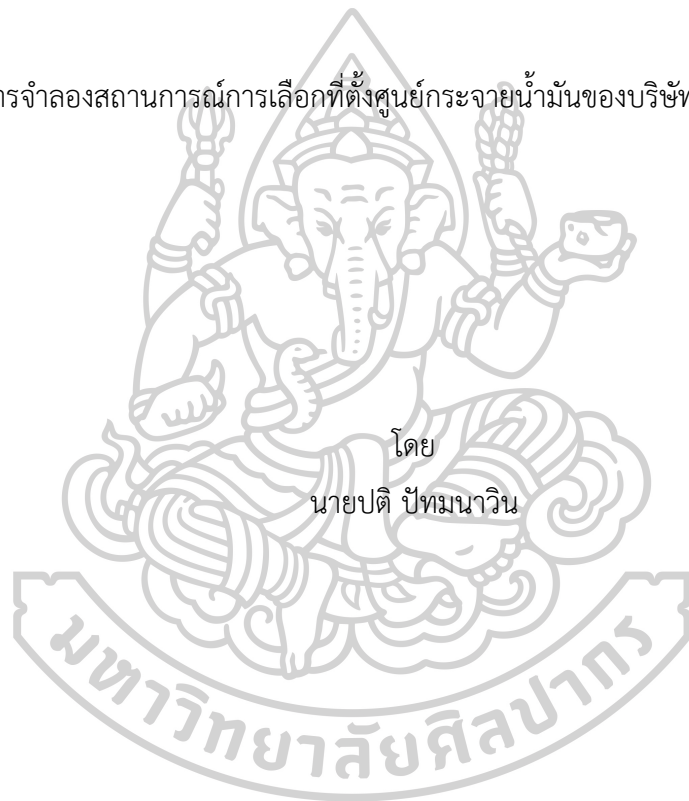 ารจำลองสถานการณ์การเลือกที่ตั้งศูนย์กระจายน้ำมันของบริษัท
โดย
นายปติ ปัทมนาวิน
มหาวิทยาลัยศิลปากร